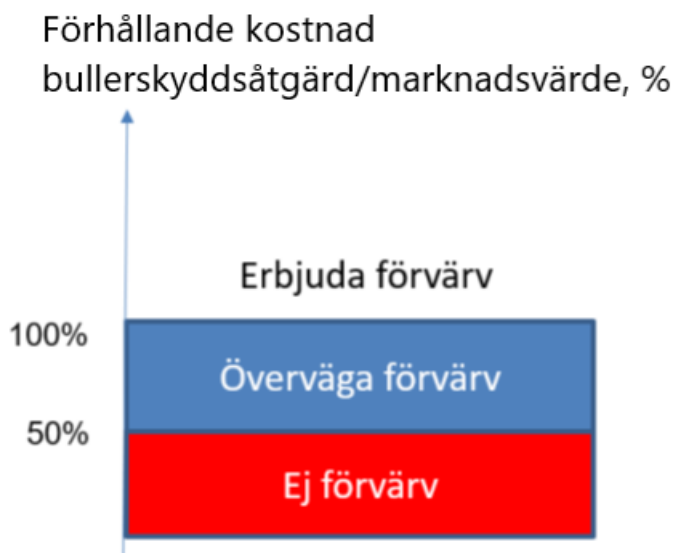 Förhållande kostnad
bullerskyddsåtgärd/marknadsvärde, %
Erbjuda förvärv
100%
Överväga förvärv
50%
Ej förvärv